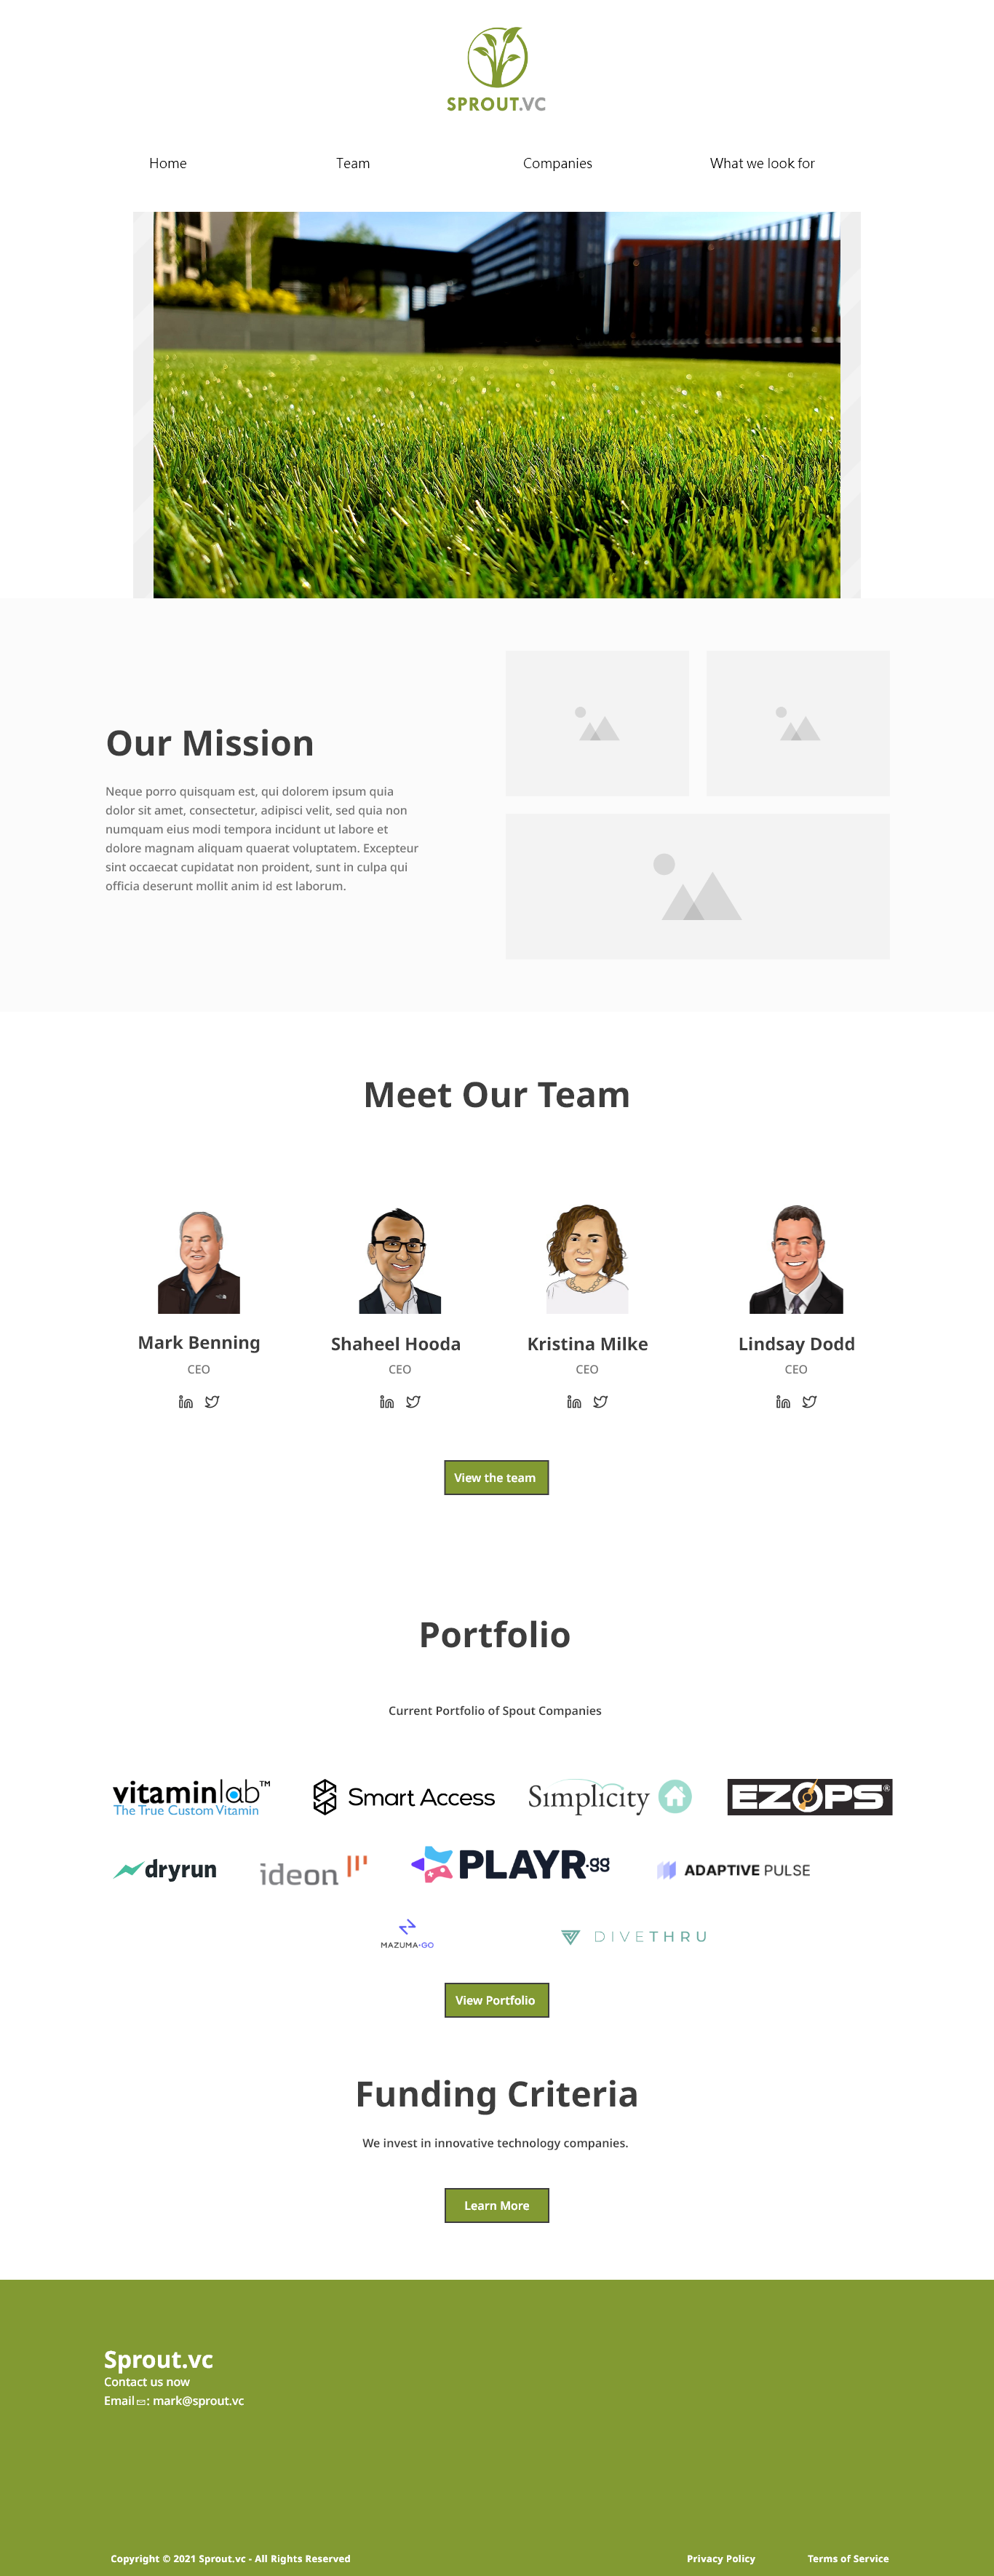 SPROUT.VC
Home Team Companies What we look for
Our Mission
Neque porro quisquam est, qui dolorem ipsum quia
dolor sit amet, consectetur, adipisci velit, sed quia non
numquam eius modi tempora incidunt ut labore et
dolore magnam aliquam quaerat voluptatem. Excepteur
sint occaecat cupidatat non proident, sunt in culpa qui
officia deserunt mollit anim id est laborum.
Meet Our Team
Mark Benning Shaheel Hooda Kristina Milke Lindsay Dodd
CEO CEO CEO CEO
View the team
Portfolio
Current Portfolio of Spout Companies
vitaminlab™ Smart Access Simplicity EZOPS®
The True Custom Vitamin
dryrun ideon PLAYR.gg ADAPTIVE PULSE
MAZUMA-GO DIVETHRU
View Portfolio
Funding Criteria
We invest in innovative technology companies.
Learn More
Sprout.vc
Contact us now
Email : mark@sprout.vc
Copyright © 2021 Sprout.vc - All Rights Reserved Privacy Policy Terms of Service